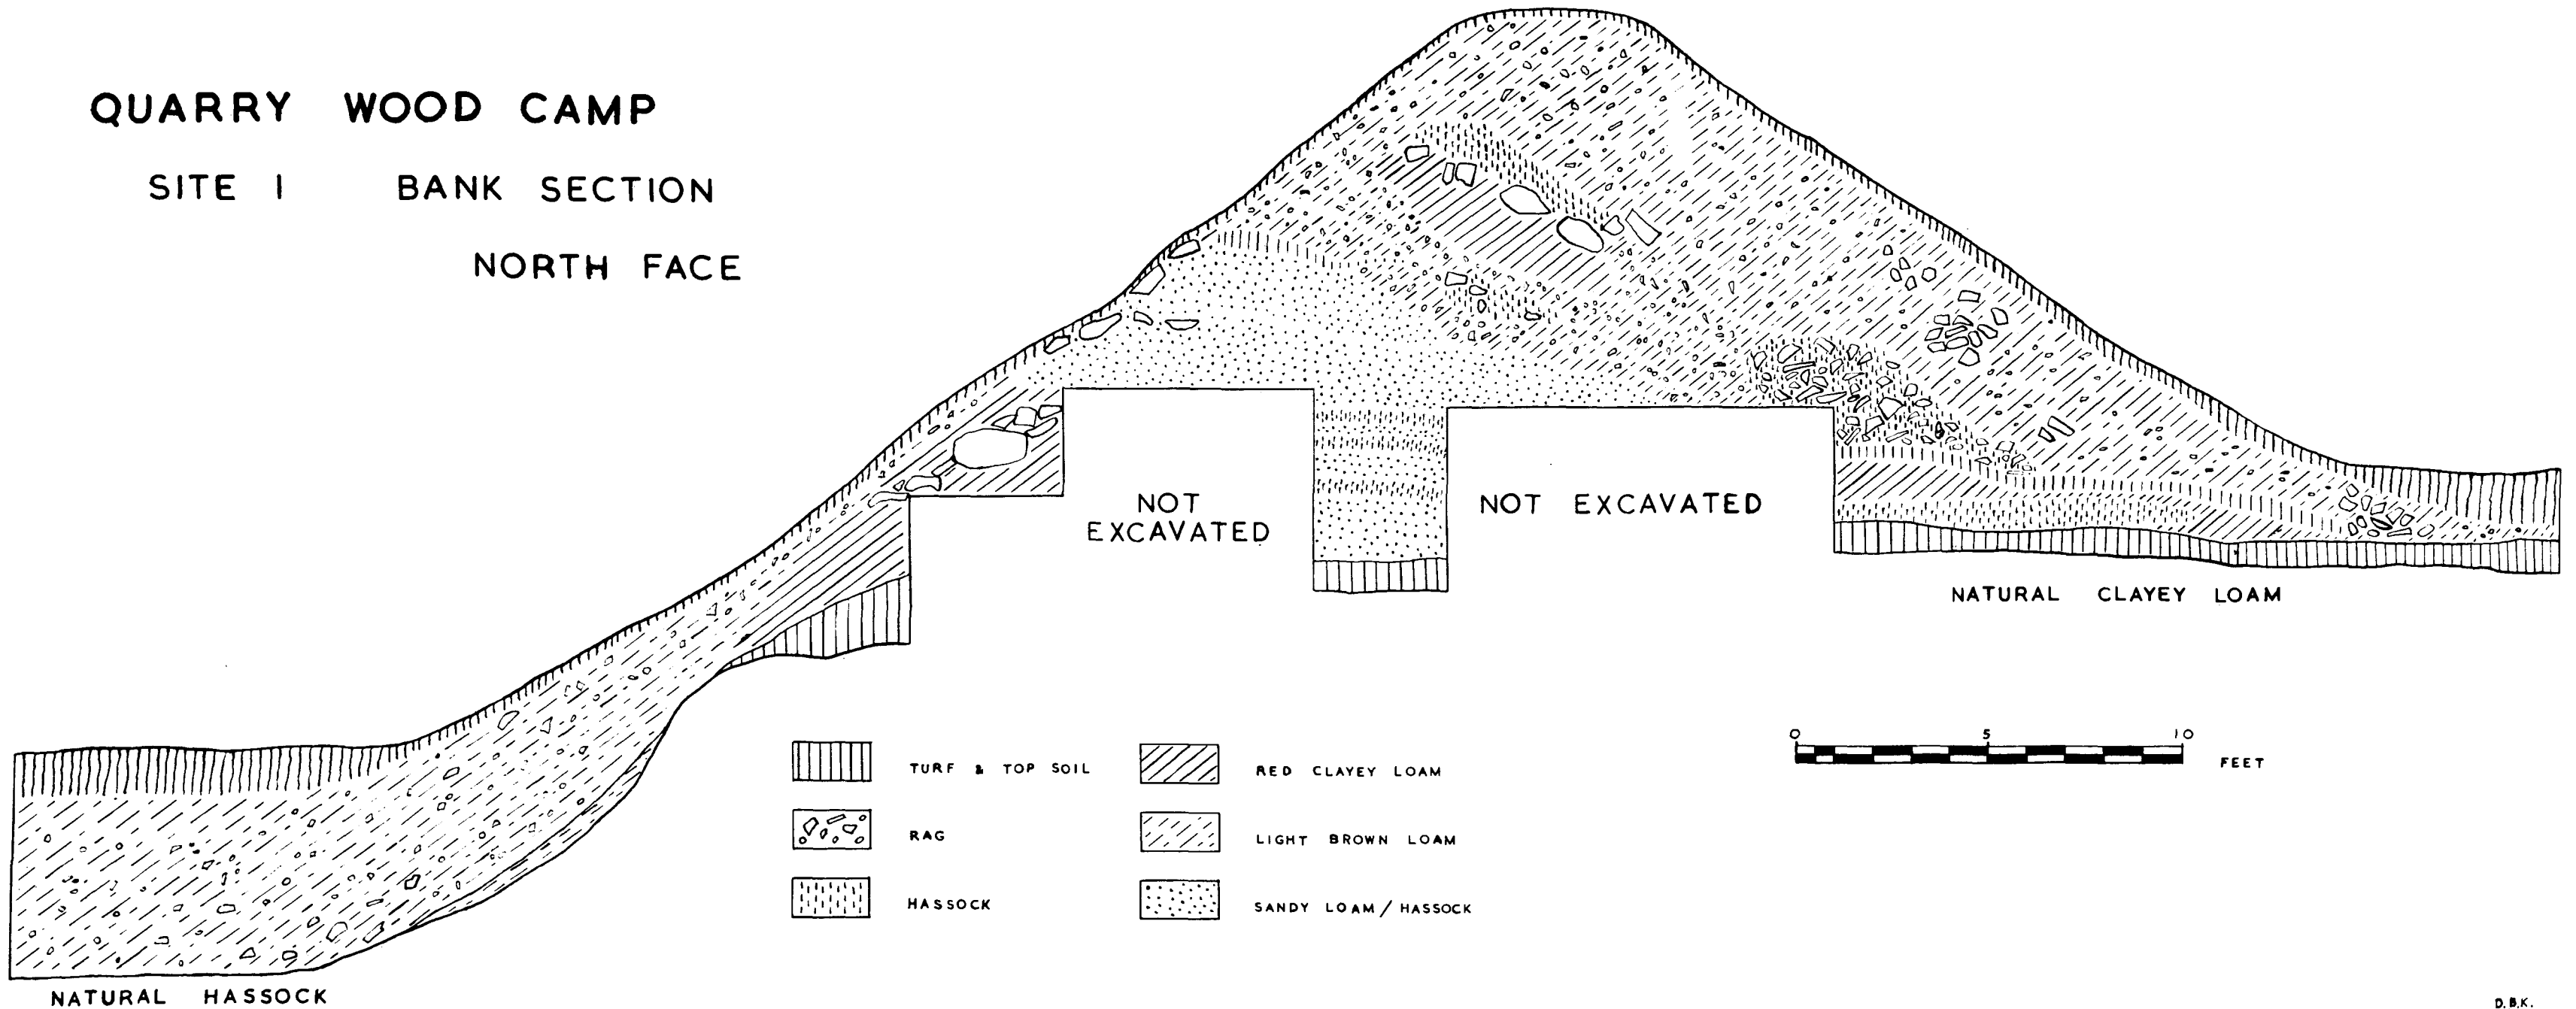 QUARRY WOOD CAMP
SITE I BANK SECTION
NORTH FACE
NOT
EXCAVATED
NOT EXCAVATED
NATURAL CLAYEY LOAM
TURF & TOP SOIL
RED CLAYEY LOAM
RAG
LIGHT BROWN LOAM
HASSOCK
SANDY LOAM/HASSOCK
0 5 10
FEET
NATURAL HASSOCK
D.B.K.